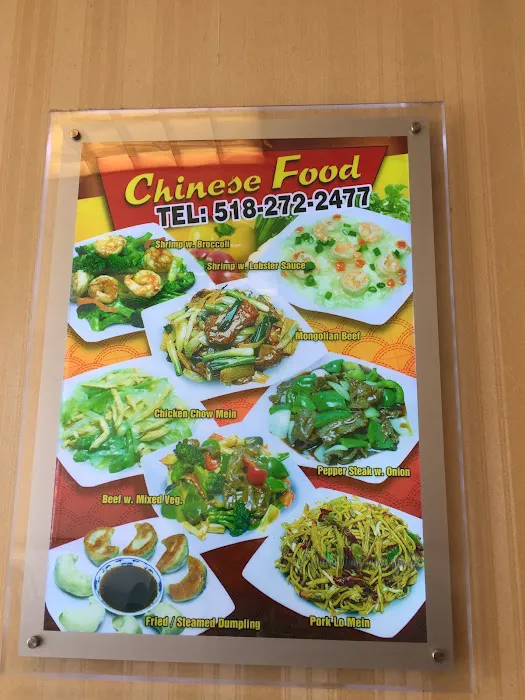 Chinese Food
TEL: 518-272-2477
Shrimp w. Broccoli
Shrimp w. Lobster Sauce
Mongolian Beef
Chicken Chow Mein
Pepper Steak w. Onion
Beef w. Mixed Veg.
Fried / Steamed Dumpling
Pork Lo Mein